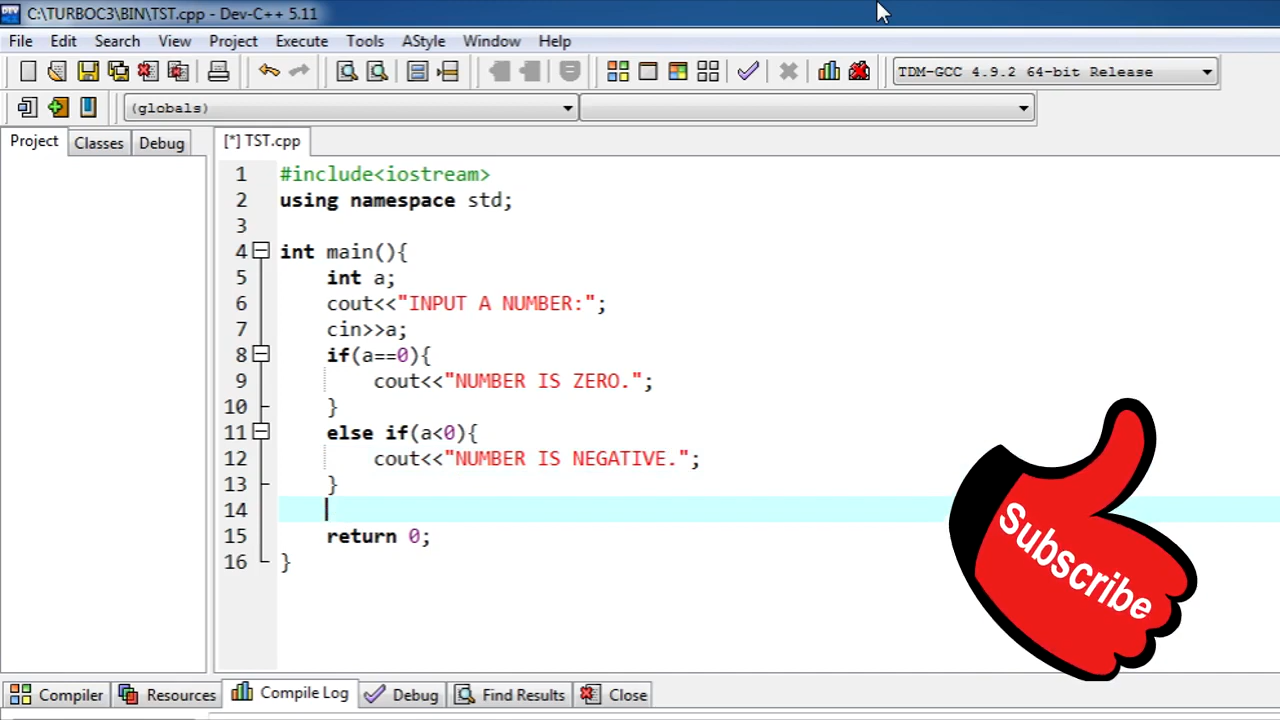 C:\TURBOC3\BIN\TST.cpp - Dev-C++ 5.11
File Edit Search View Project Execute Tools AStyle Window Help
TDM-GCC 4.9.2 64-bit Release
(globals)
Project Classes Debug [*] TST.cpp
1 #include<iostream>
2 using namespace std;
3
4 int main(){
5 int a;
6 cout<<"INPUT A NUMBER:";
7 cin>>a;
8 if(a==0){
9 cout<<"NUMBER IS ZERO.";
10 }
11 else if(a<0){
12 cout<<"NUMBER IS NEGATIVE.";
13 }
14
15 return 0;
16 }
Subscribe
Compiler Resources Compile Log Debug Find Results Close